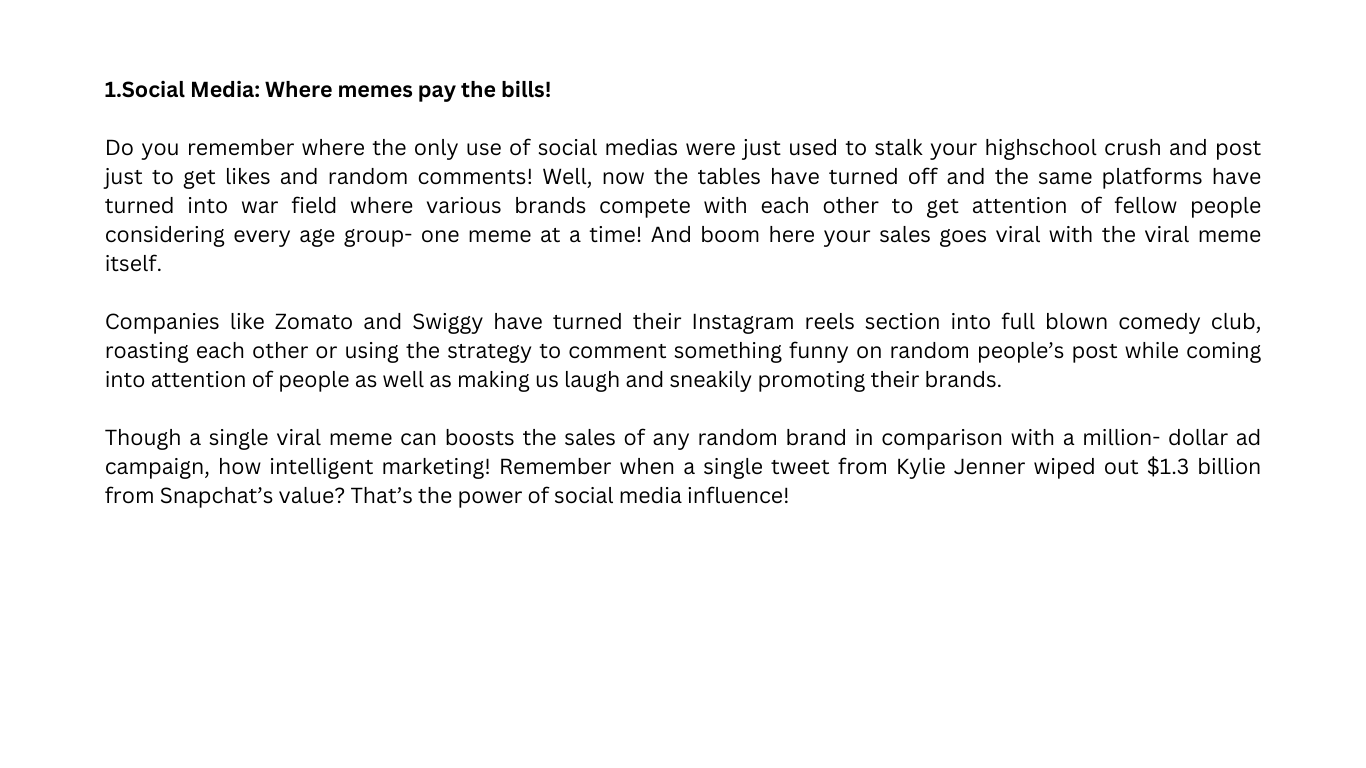 1.Social Media: Where memes pay the bills!
Do you remember where the only use of social medias were just used to stalk your highschool crush and post
just to get likes and random comments! Well, now the tables have turned off and the same platforms have
turned into war field where various brands compete with each other to get attention of fellow people
considering every age group- one meme at a time! And boom here your sales goes viral with the viral meme
itself.
Companies like Zomato and Swiggy have turned their Instagram reels section into full blown comedy club,
roasting each other or using the strategy to comment something funny on random people’s post while coming
into attention of people as well as making us laugh and sneakily promoting their brands.
Though a single viral meme can boosts the sales of any random brand in comparison with a million- dollar ad
campaign, how intelligent marketing! Remember when a single tweet from Kylie Jenner wiped out $1.3 billion
from Snapchat’s value? That’s the power of social media influence!